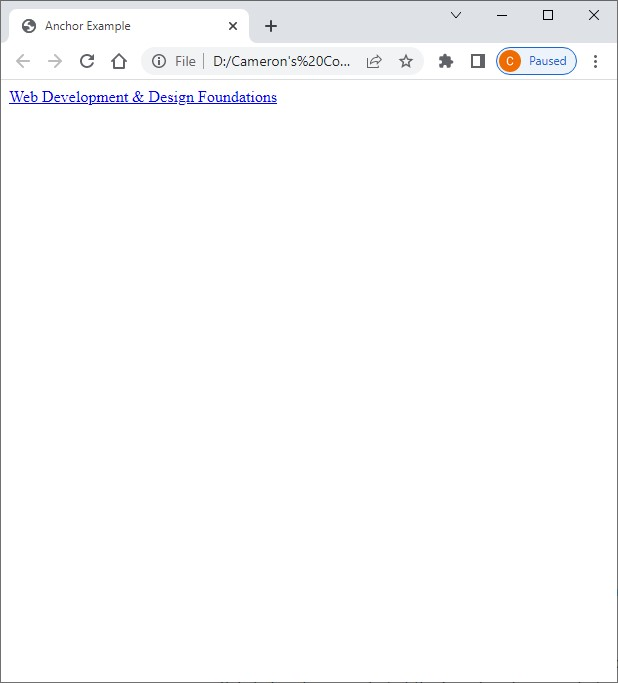 Anchor Example
File
D:/Cameron's%20Co...
C
Paused
Web Development & Design Foundations